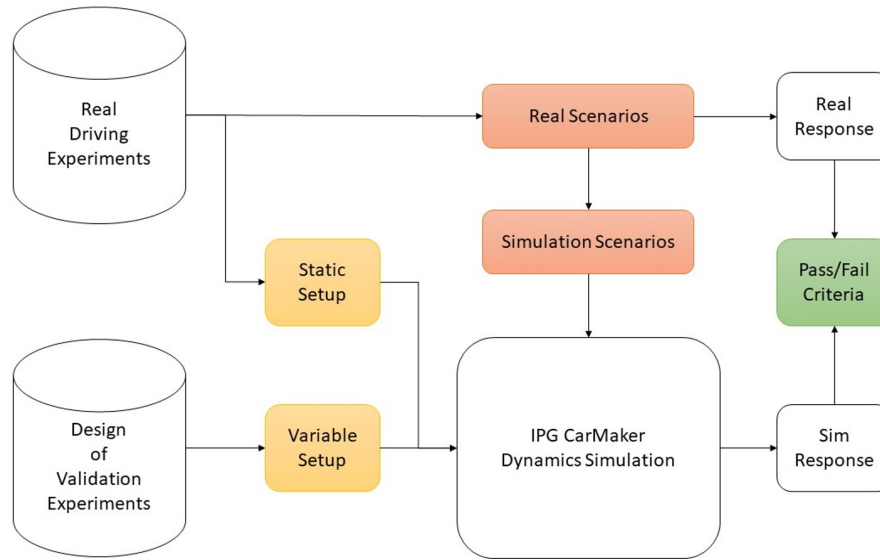 Real
Driving
Experiments
Real Scenarios
Real
Response
Simulation Scenarios
Static
Setup
Pass/Fail
Criteria
Design
of
Validation
Experiments
Variable
Setup
IPG CarMaker
Dynamics Simulation
Sim
Response